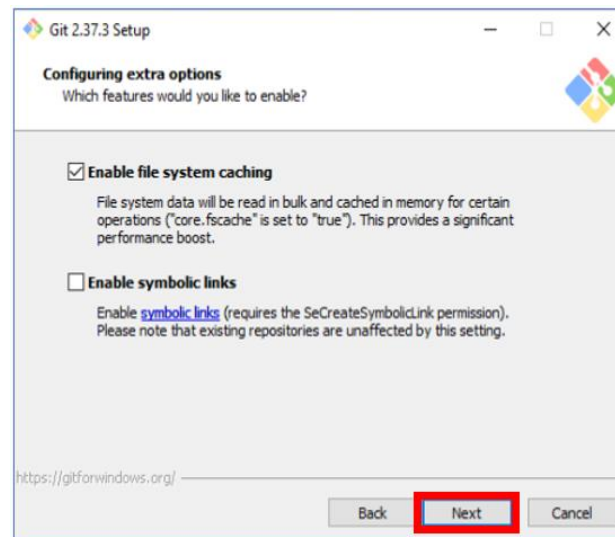 Git 2.37.3 Setup
Configuring extra options
Which features would you like to enable?
Enable file system caching
File system data will be read in bulk and cached in memory for certain
operations ("core.fscache" is set to "true"). This provides a significant
performance boost.
Enable symbolic links
Enable symbolic links (requires the SeCreateSymbolicLink permission).
Please note that existing repositories are unaffected by this setting.
https://gitforwindows.org/
Back Next Cancel